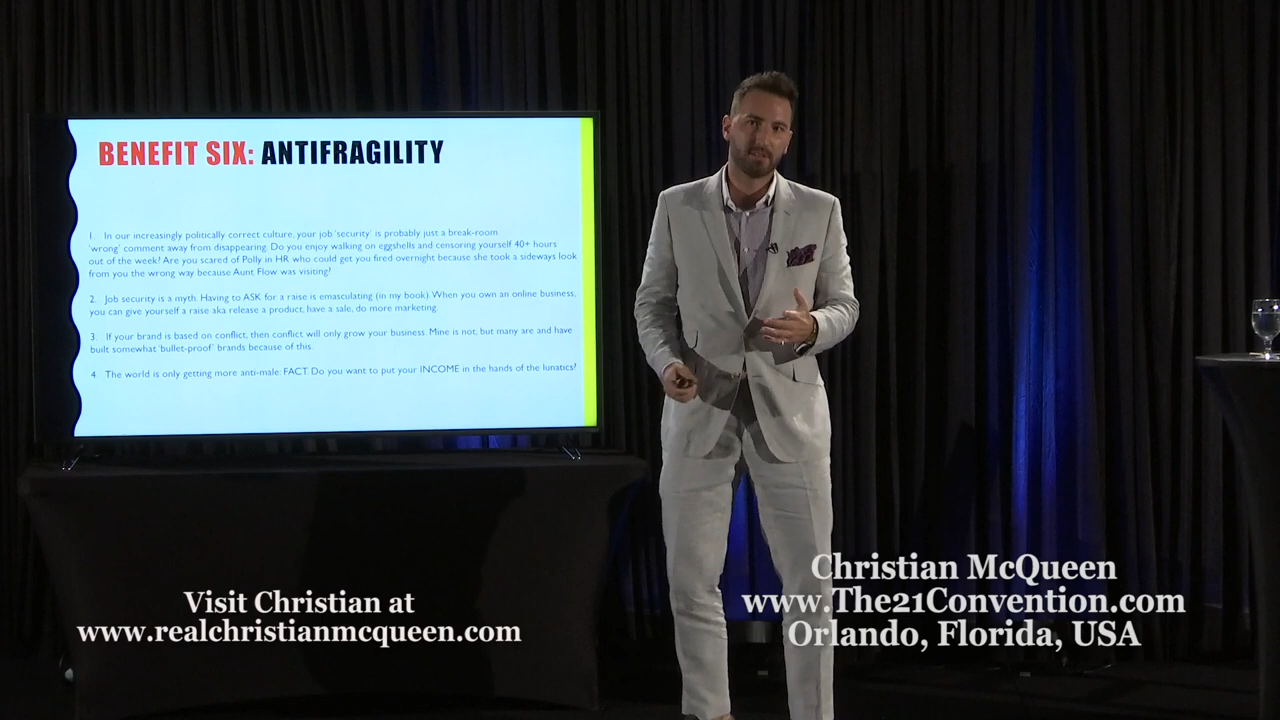 BENEFIT SIX: ANTIFRAGILITY
1. In our increasingly politically correct culture, your job 'security' is probably just a break-room
'wrong' comment away from disappearing. Do you enjoy walking on eggshells and censoring yourself 40+ hours
out of the week? Are you scared of Polly in HR who could get you fired overnight because she took a sideways look
from you the wrong way because Aunt Flow was visiting?
2. Job security is a myth. Having to ASK for a raise is emasculating (in my book) When you own an online business,
you can give yourself a raise aka release a product, have a sale, do more marketing.
3. If your brand is based on conflict, then conflict will only grow your business. Mine is not, but many are and have
built somewhat 'bullet-proof' brands because of this.
4. The world is only getting more anti-male: FACT. Do you want to put your INCOME in the hands of the lunatics?
Visit Christian at
www.realchristianmcqueen.com
Christian McQueen
www.The21Convention.com
Orlando, Florida, USA